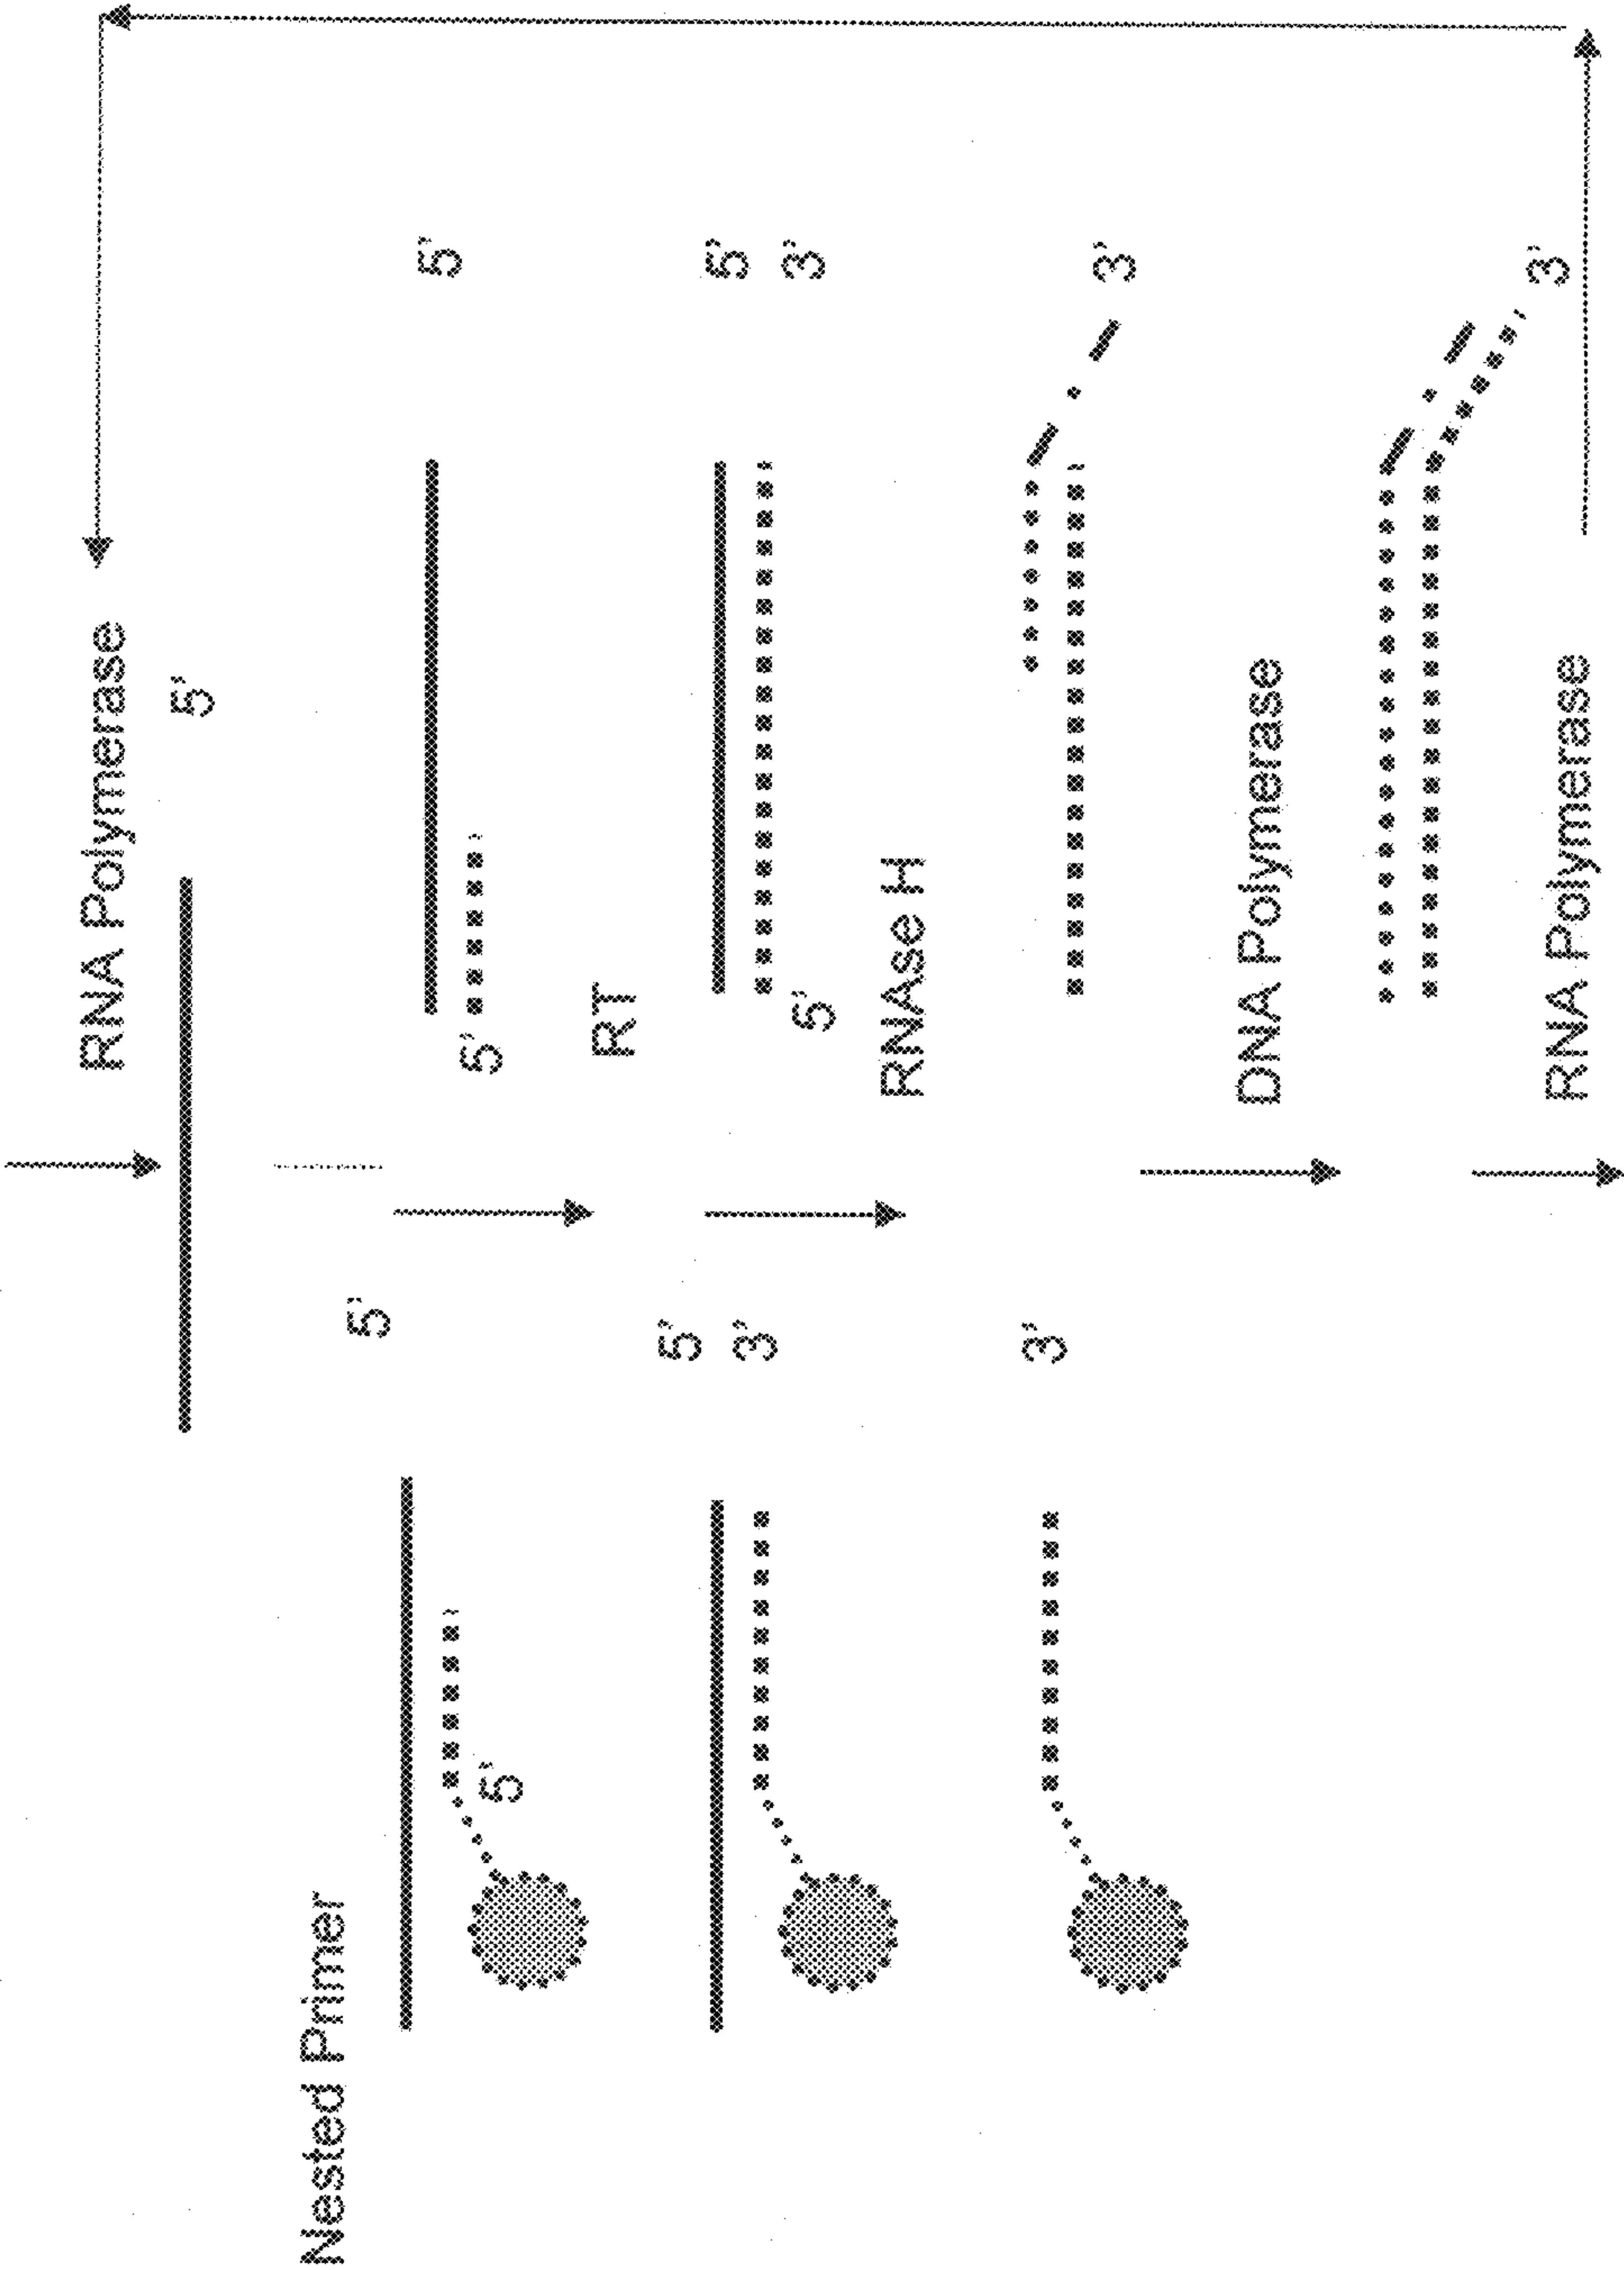 RNA Polymerase
5'
Nested Primer
5'
5'
5'
5'
RT
5'
5'
3'
3'
5'
RNAse H
3'
3'
DNA Polymerase
3'
RNA Polymerase